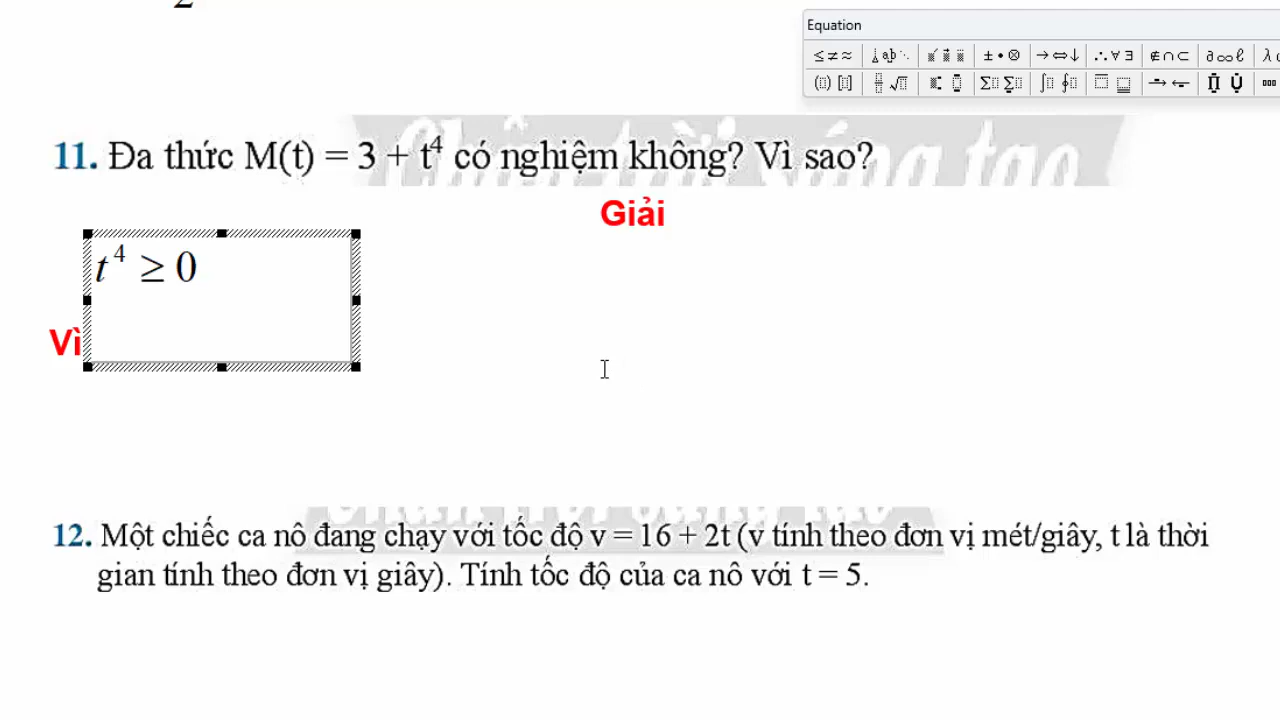 2
Equation
11. Đa thức M(t) = 3 + t⁴ có nghiệm không? Vì sao?
Giải
t⁴ ≥ 0
Vì
12. Một chiếc ca nô đang chạy với tốc độ v = 16 + 2t (v tính theo đơn vị mét/giây, t là thời
gian tính theo đơn vị giây). Tính tốc độ của ca nô với t = 5.